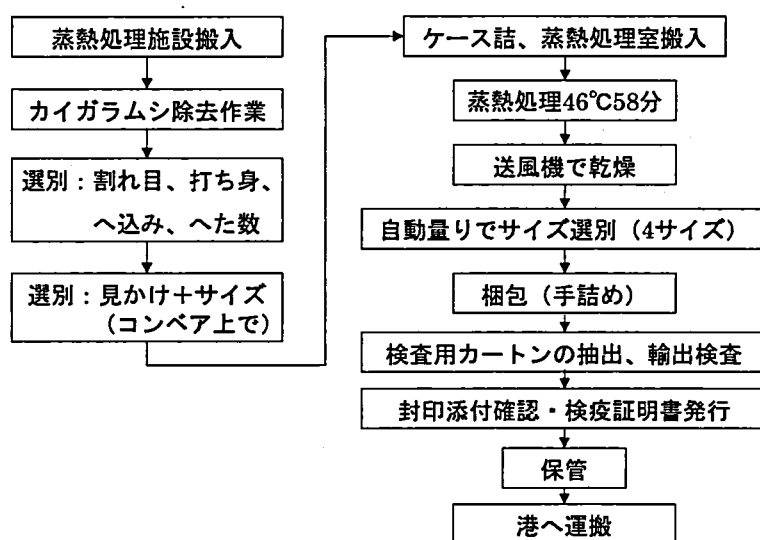 蒸熱処理施設搬入
カイガラムシ除去作業
選別：割れ目、打ち身、
へ込み、へた数
選別：見かけ＋サイズ
（コンベア上で）
ケース詰、蒸熱処理室搬入
蒸熱処理46℃58分
送風機で乾燥
自動量りでサイズ選別（4サイズ）
梱包（手詰め）
検査用カートンの抽出、輸出検査
封印添付確認・検疫証明書発行
保管
港へ運搬